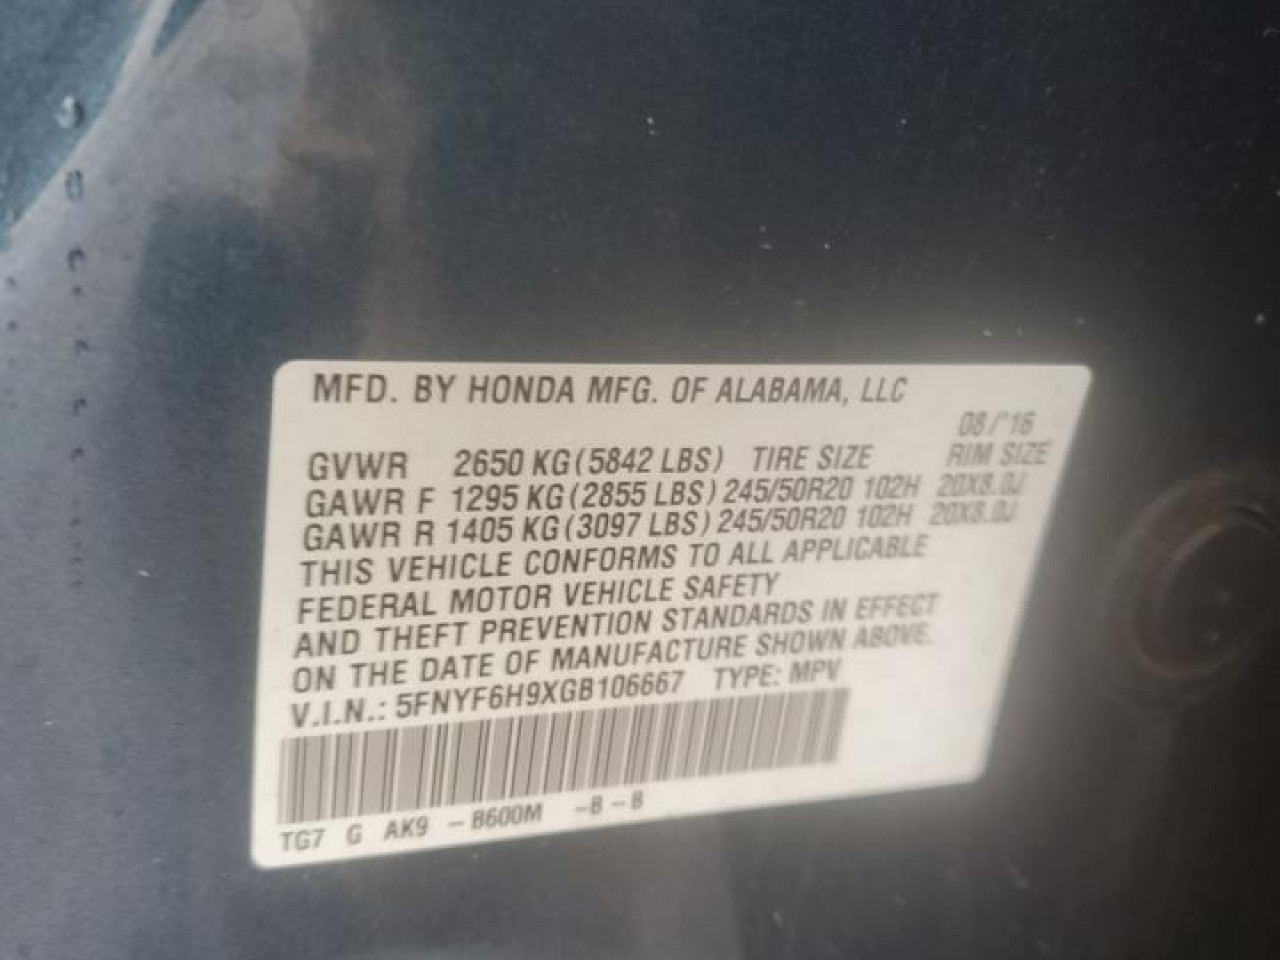 MFD. BY HONDA MFG. OF ALABAMA, LLC
08/'16
GVWR 2650 KG (5842 LBS) TIRE SIZE RIM SIZE
GAWR F 1295 KG (2855 LBS) 245/50R20 102H 20X8.0J
GAWR R 1405 KG (3097 LBS) 245/50R20 102H 20X8.0J
THIS VEHICLE CONFORMS TO ALL APPLICABLE
FEDERAL MOTOR VEHICLE SAFETY
AND THEFT PREVENTION STANDARDS IN EFFECT
ON THE DATE OF MANUFACTURE SHOWN ABOVE.
V.I.N.: 5FNYF6H9XGB106667 TYPE: MPV
TG7 G AK9 -B600M -B-B